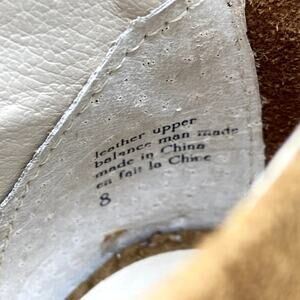 leather upper
balance man made
made in China
en fait la Chine
8